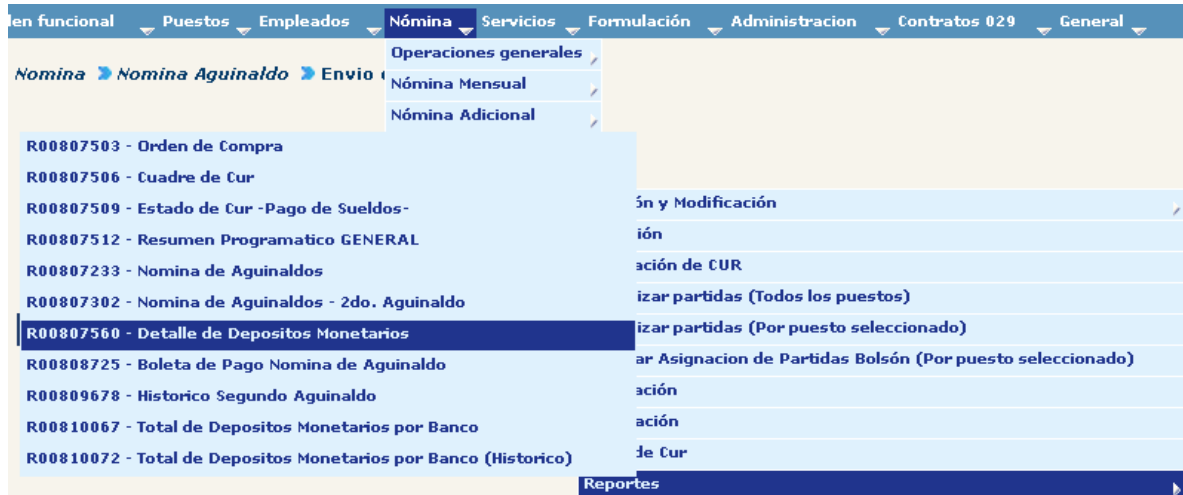 den funcional Puestos Empleados Nómina Servicios Formulación Administracion Contratos 029 General
Operaciones generales
Nomina Nomina Aguinaldo Envio
Nómina Mensual
Nómina Adicional
R00807503 - Orden de Compra
R00807506 - Cuadre de Cur
R00807509 - Estado de Cur -Pago de Sueldos-
R00807512 - Resumen Programatico GENERAL
R00807233 - Nomina de Aguinaldos
R00807302 - Nomina de Aguinaldos - 2do. Aguinaldo
R00807560 - Detalle de Depositos Monetarios
R00808725 - Boleta de Pago Nomina de Aguinaldo
R00809678 - Historico Segundo Aguinaldo
R00810067 - Total de Depositos Monetarios por Banco
R00810072 - Total de Depositos Monetarios por Banco (Historico)
ón y Modificación
ión
ación de CUR
izar partidas (Todos los puestos)
izar partidas (Por puesto seleccionado)
ar Asignacion de Partidas Bolsón (Por puesto seleccionado)
ación
ación
de Cur
Reportes